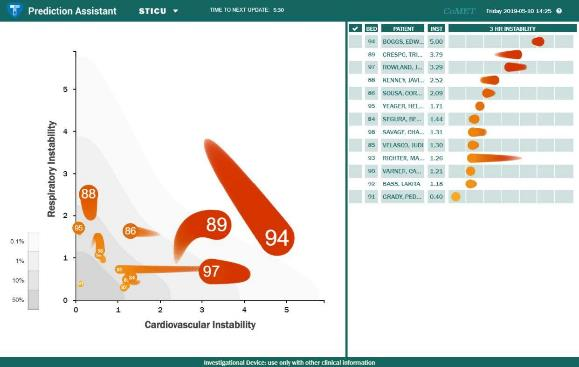 Prediction Assistant STICU TIME TO NEXT UPDATE: 5:30 CoMET Friday 2019-05-10 14:25
BED PATIENT INST 3 HR INSTABILITY
94 BOGGS, EDW... 5.00
89 CRESPO, TRI... 3.79
97 ROWLAND, J... 3.29
88 KENNEY, JAVI... 2.52
86 SOUSA, COR... 2.09
95 YEAGER, HEL... 1.71
84 SEGURA, BE... 1.44
98 SAVAGE, CHA... 1.31
85 VELASCO, JUDI 1.30
93 RICHTER, MA... 1.26
VARNER, CA... 1.21
92 BASS, LAKITA 1.18
91 GRADY, PED... 0.40
Respiratory Instability
5
4
3
2
1
0
0 1 2 3 4 5
Cardiovascular Instability
88
95
86
89
94
97
84
0.1%
1%
10%
50%
Investigational Device: use only with other clinical information